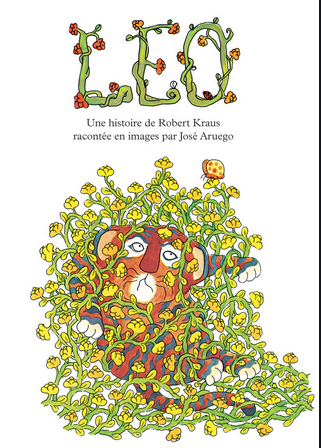 LEO
Une histoire de Robert Kraus
racontée en images par José Aruego